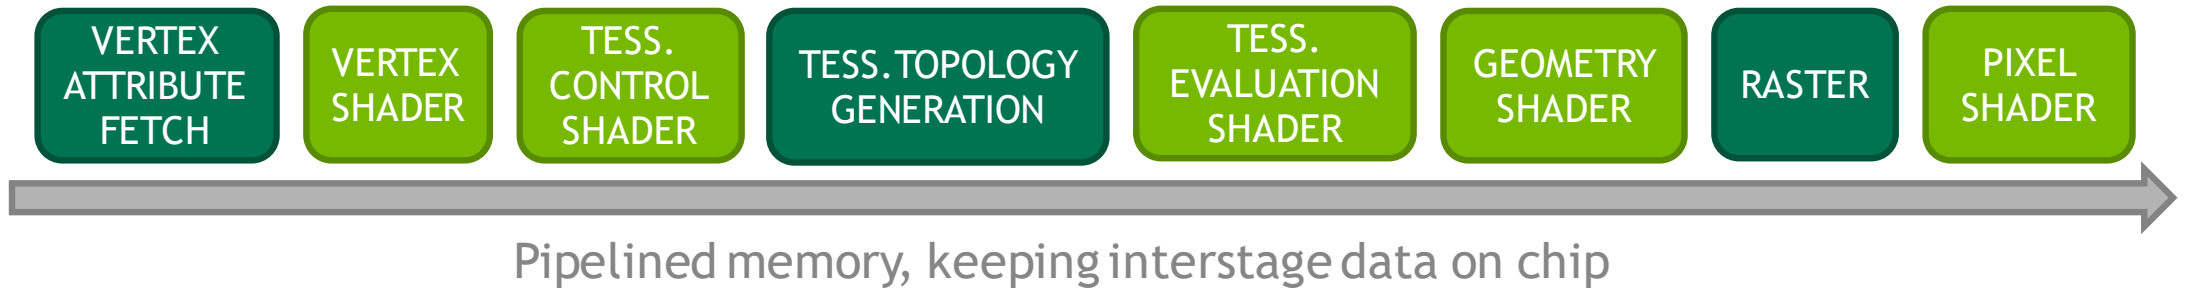 VERTEX
ATTRIBUTE
FETCH
VERTEX
SHADER
TESS.
CONTROL
SHADER
TESS. TOPOLOGY
GENERATION
TESS.
EVALUATION
SHADER
GEOMETRY
SHADER
RASTER
PIXEL
SHADER
Pipelined memory, keeping interstage data on chip